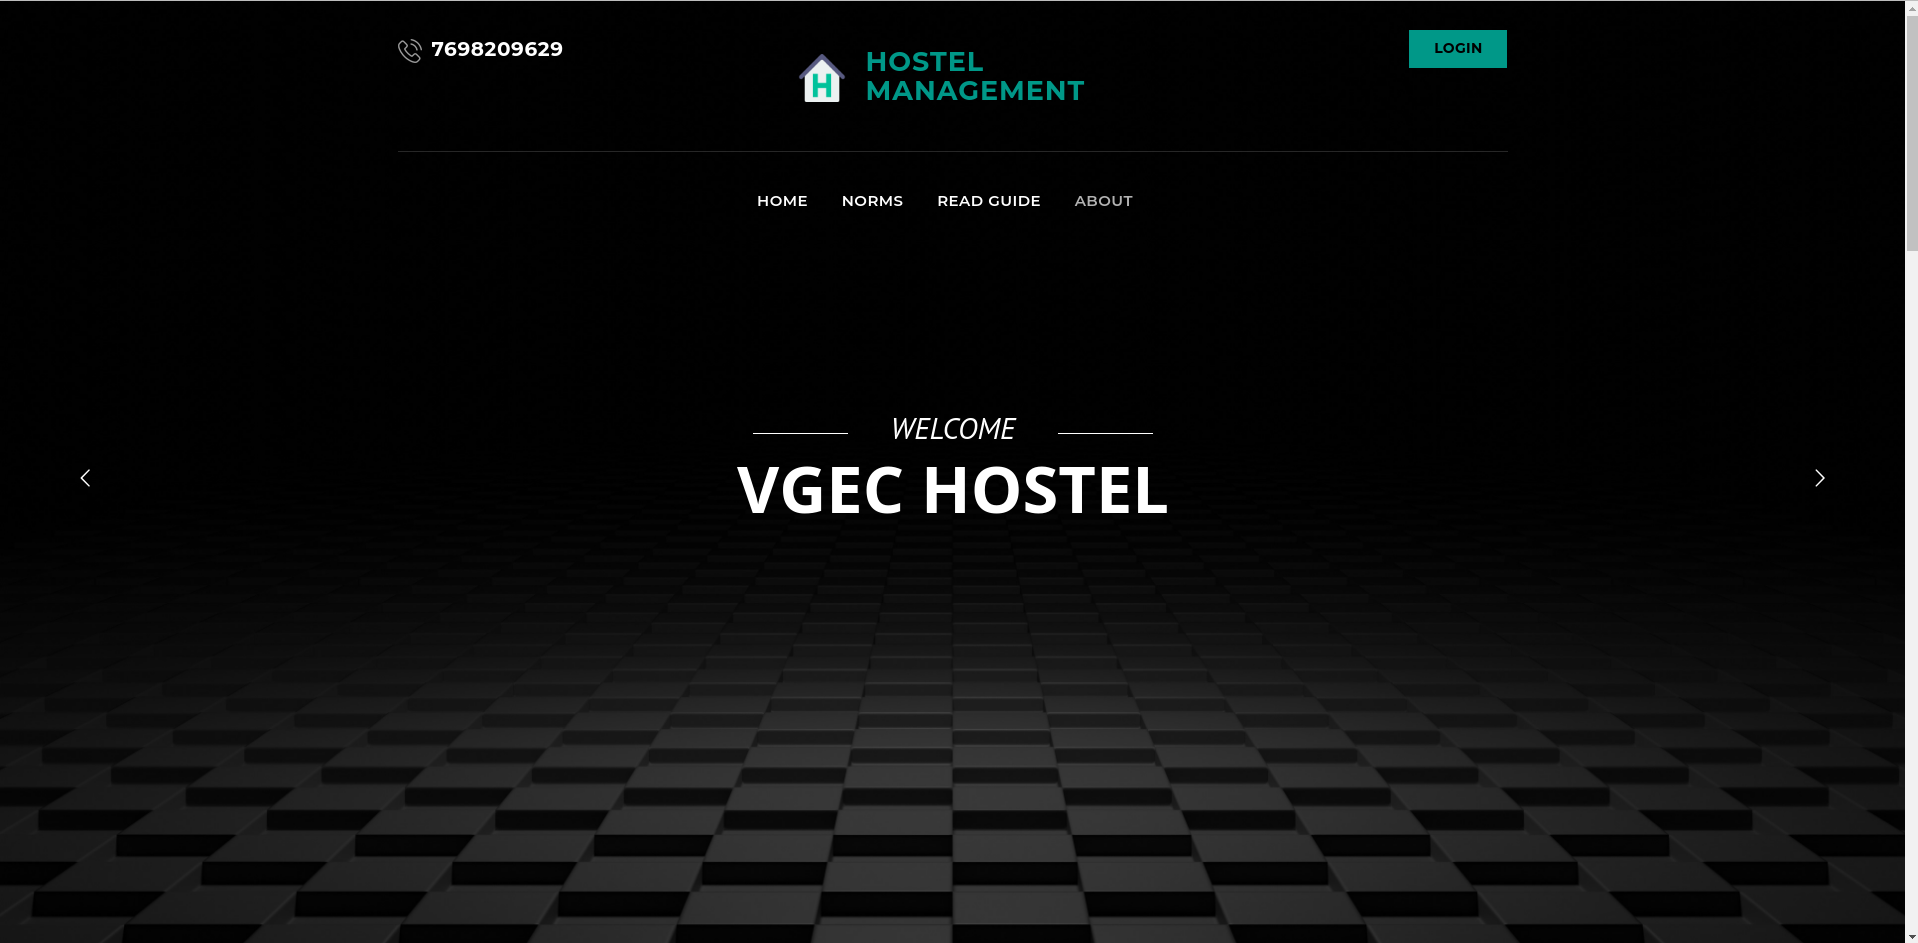 7698209629
HOSTEL
MANAGEMENT
LOGIN
HOME NORMS READ GUIDE ABOUT
WELCOME
VGEC HOSTEL